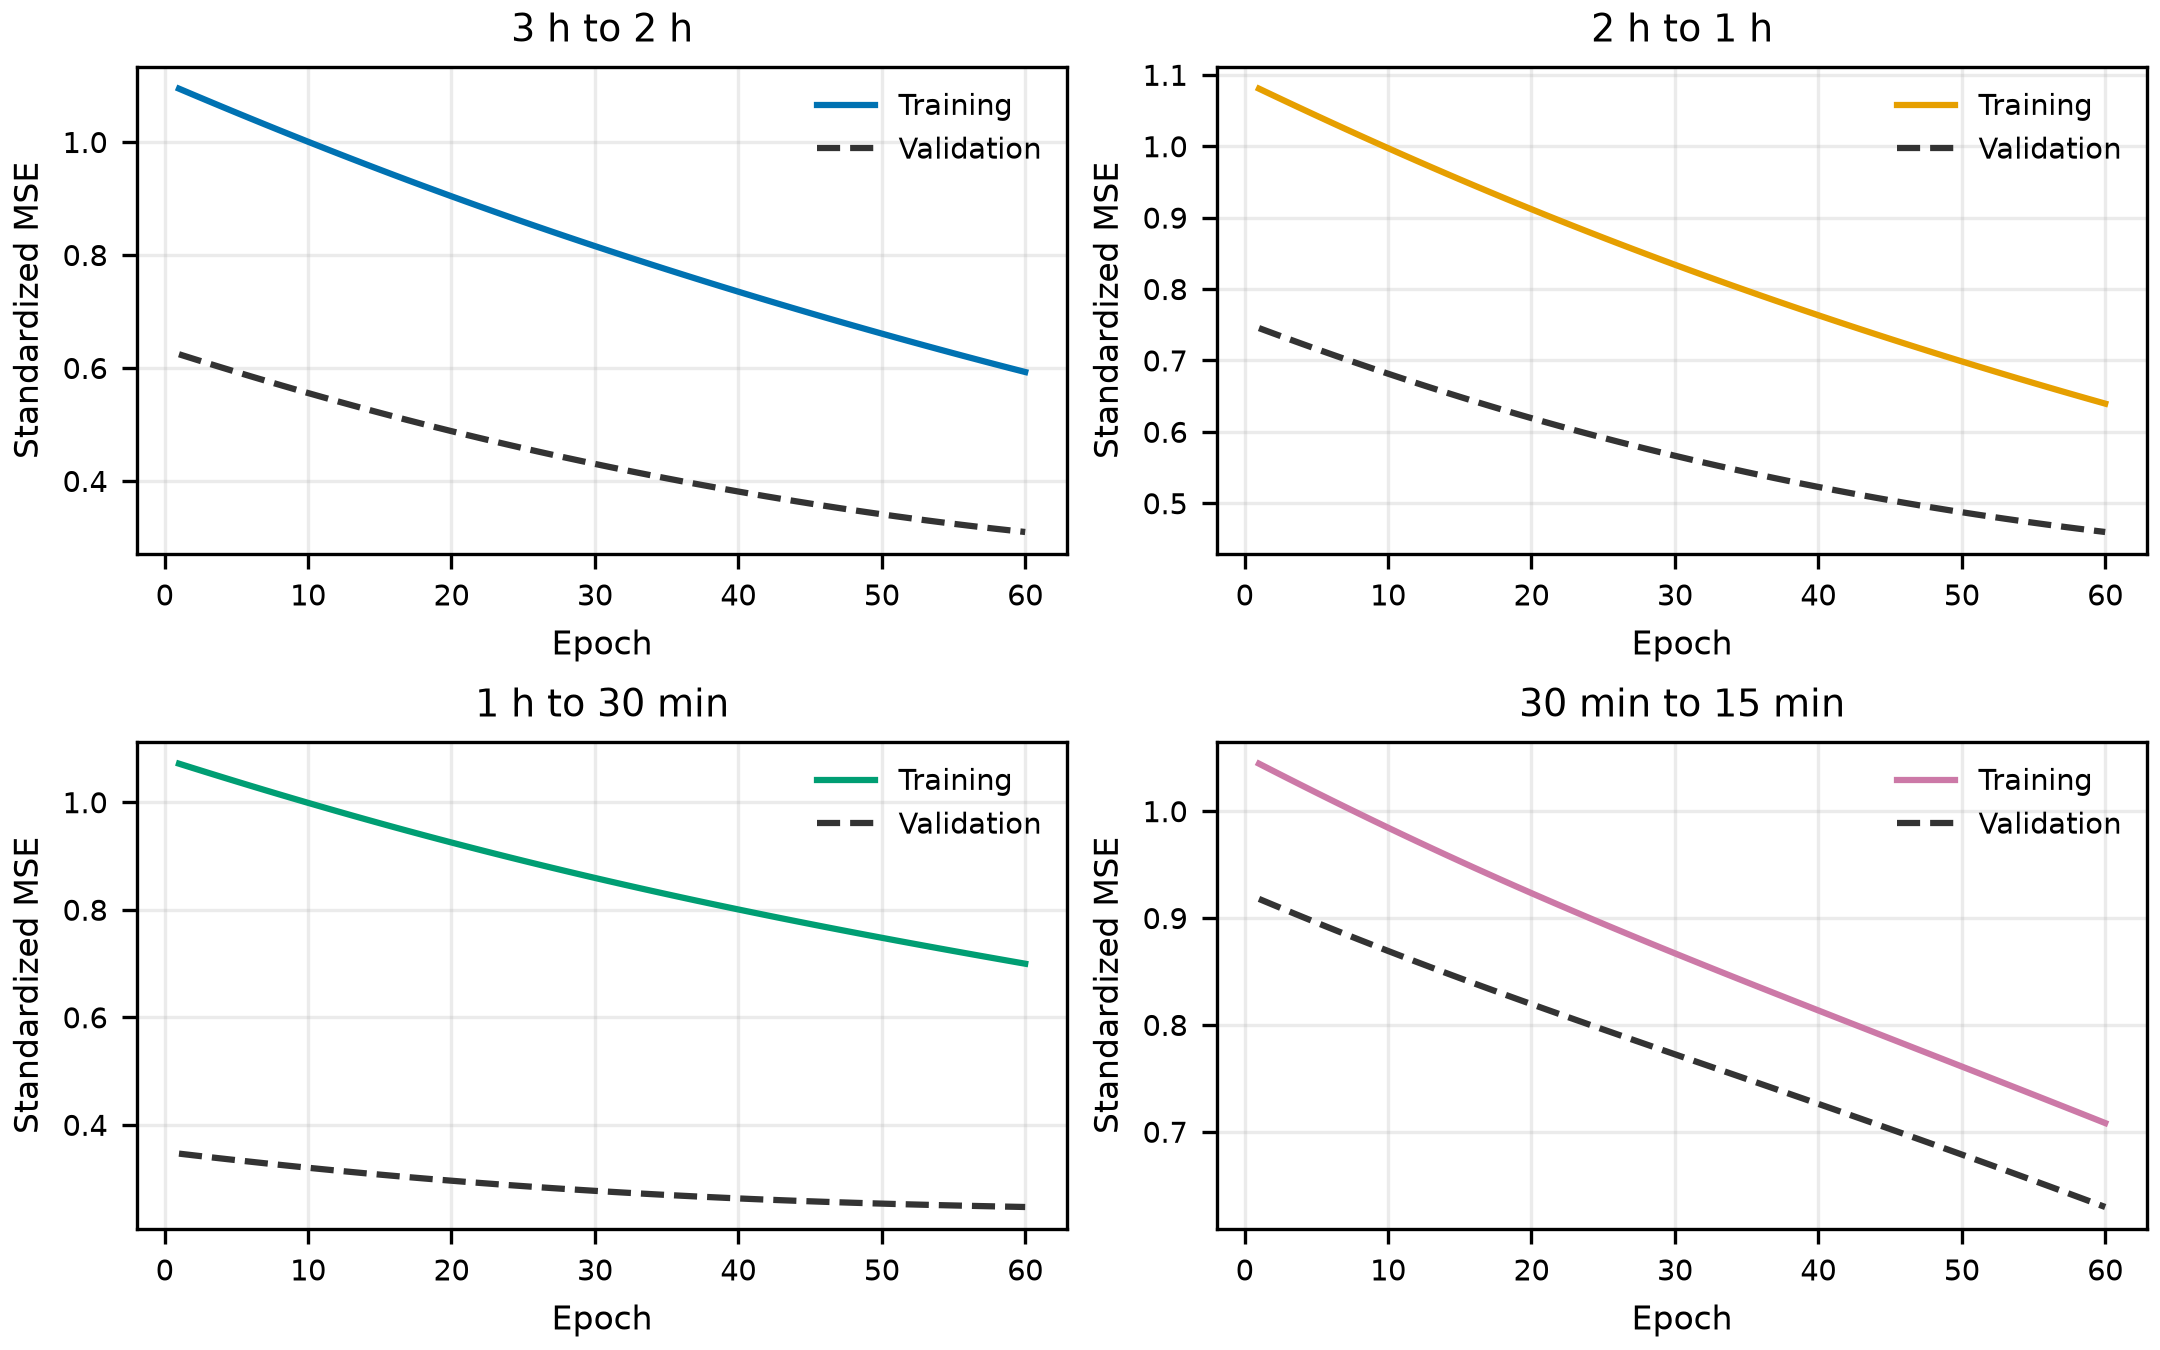 3 h to 2 h
Standardized MSE
1.0
0.8
0.6
0.4
Training
Validation
0 10 20 30 40 50 60
Epoch
2 h to 1 h
Standardized MSE
1.1
1.0
0.9
0.8
0.7
0.6
0.5
Training
Validation
0 10 20 30 40 50 60
Epoch
1 h to 30 min
Standardized MSE
1.0
0.8
0.6
0.4
Training
Validation
0 10 20 30 40 50 60
Epoch
30 min to 15 min
Standardized MSE
1.0
0.9
0.8
0.7
Training
Validation
0 10 20 30 40 50 60
Epoch